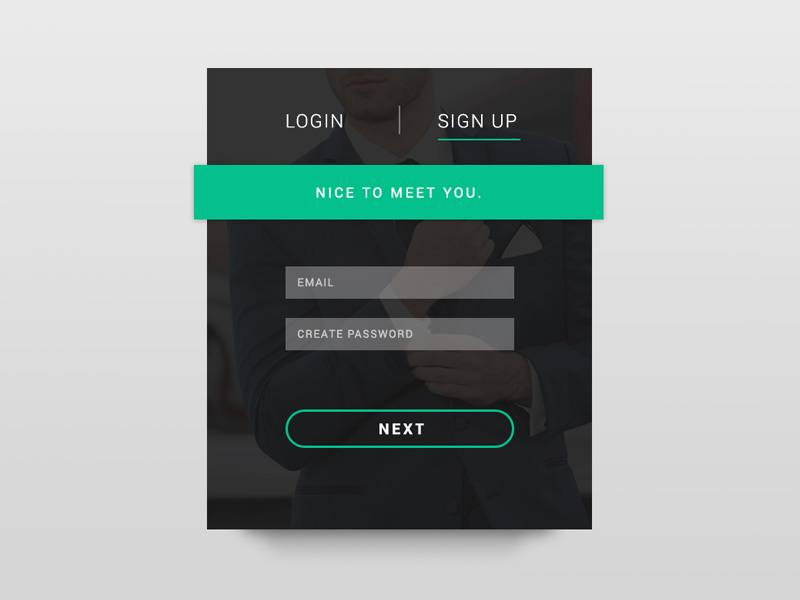 LOGIN
SIGN UP
NICE TO MEET YOU.
EMAIL
CREATE PASSWORD
NEXT